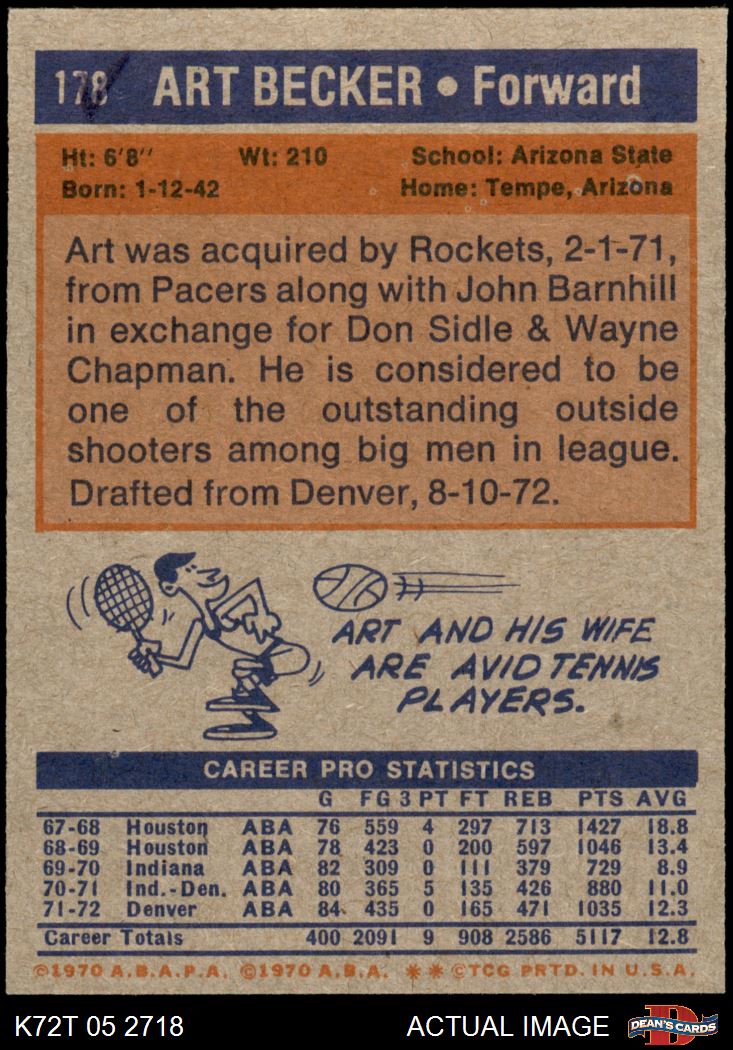 178 ART BECKER • Forward
Ht: 6'8'' Wt: 210 School: Arizona State
Born: 1-12-42 Home: Tempe, Arizona
Art was acquired by Rockets, 2-1-71,
from Pacers along with John Barnhill
in exchange for Don Sidle & Wayne
Chapman. He is considered to be
one of the outstanding outside
shooters among big men in league.
Drafted from Denver, 8-10-72.
ART AND HIS WIFE
ARE AVID TENNIS
PLAYERS.
CAREER PRO STATISTICS
G FG 3 PT FT REB PTS AVG
67-68 Houston ABA 76 559 4 297 713 1427 18.8
68-69 Houston ABA 78 423 0 200 597 1046 13.4
69-70 Indiana ABA 82 309 0 111 379 729 8.9
70-71 Ind.-Den. ABA 80 365 5 135 426 880 11.0
71-72 Denver ABA 84 435 0 165 471 1035 12.3
Career Totals 400 2091 9 908 2586 5117 12.8
©1970 A.B.A.P.A. ©1970 A.B.A. ** ©TCG PRTD. IN U.S.A.
K72T 05 2718 ACTUAL IMAGE D DEAN'S CARDS